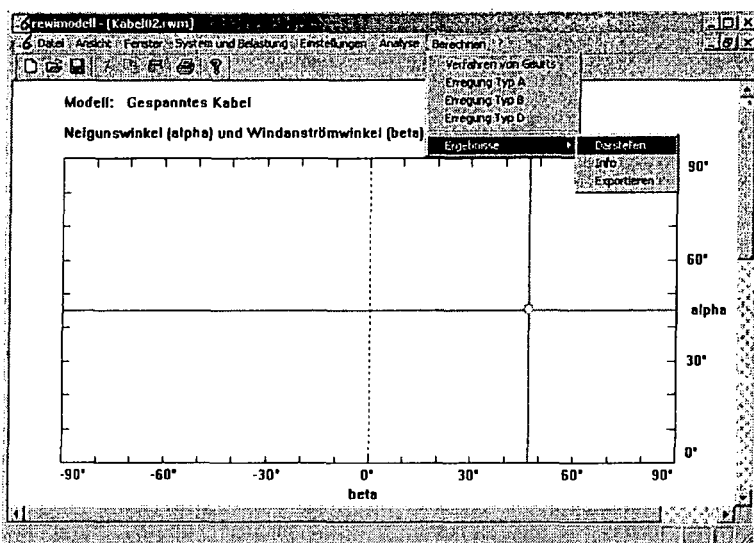 rewimodell - [Kabel02.rwm]
Datei Ansicht Fenster System und Belastung Einstellungen Analyse Berechnen ?
Verfahren von Geurts
Erregung Typ A
Erregung Typ B
Erregung Typ D
Ergebnisse
Darstellen
Info
Exportieren
Modell: Gespanntes Kabel
Neigunswinkel (alpha) und Windanströmwinkel (beta)
90°
60°
alpha
30°
0°
-90° -60° -30° 0° 30° 60° 90°
beta